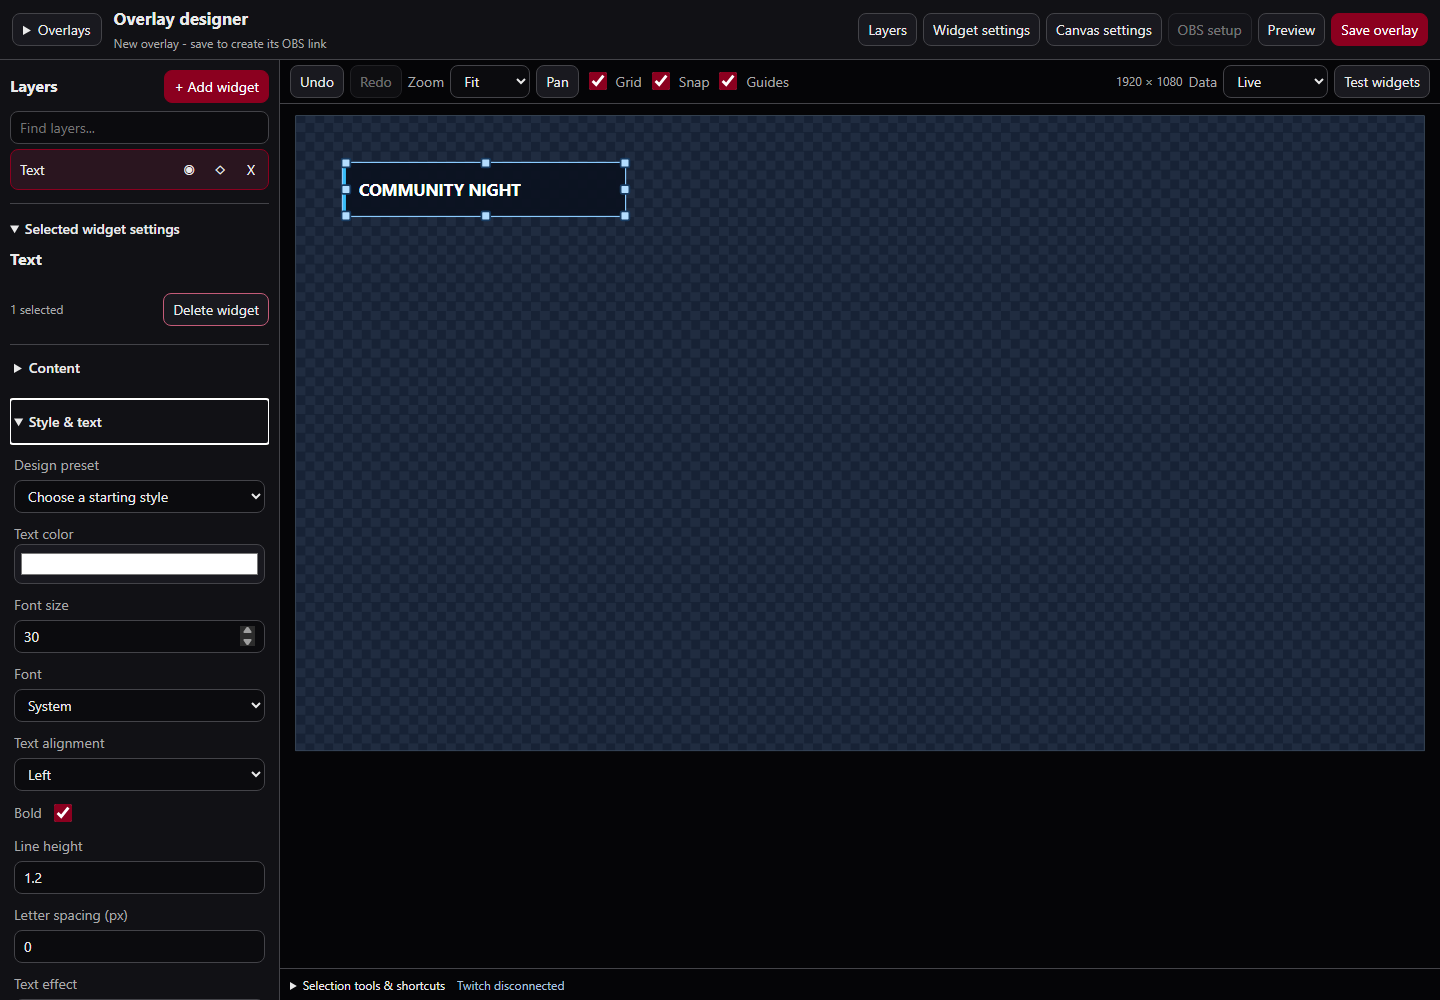 ▶ Overlays
Overlay designer
New overlay - save to create its OBS link
Layers
Widget settings
Canvas settings
OBS setup
Preview
Save overlay
Layers
+ Add widget
Find layers...
Text
X
▼ Selected widget settings
Text
1 selected
Delete widget
▶ Content
▼ Style & text
Design preset
Choose a starting style
Text color
Font size
30
Font
System
Text alignment
Left
Bold
Line height
1.2
Letter spacing (px)
0
Text effect
Undo
Redo
Zoom
Fit
Pan
Grid
Snap
Guides
1920 × 1080
Data
Live
Test widgets
COMMUNITY NIGHT
▶ Selection tools & shortcuts
Twitch disconnected